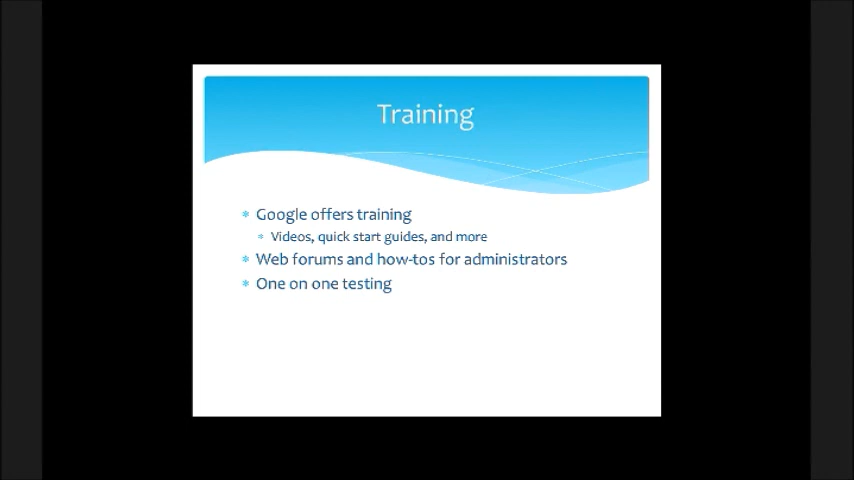 Training
Google offers training
Videos, quick start guides, and more
Web forums and how-tos for administrators
One on one testing